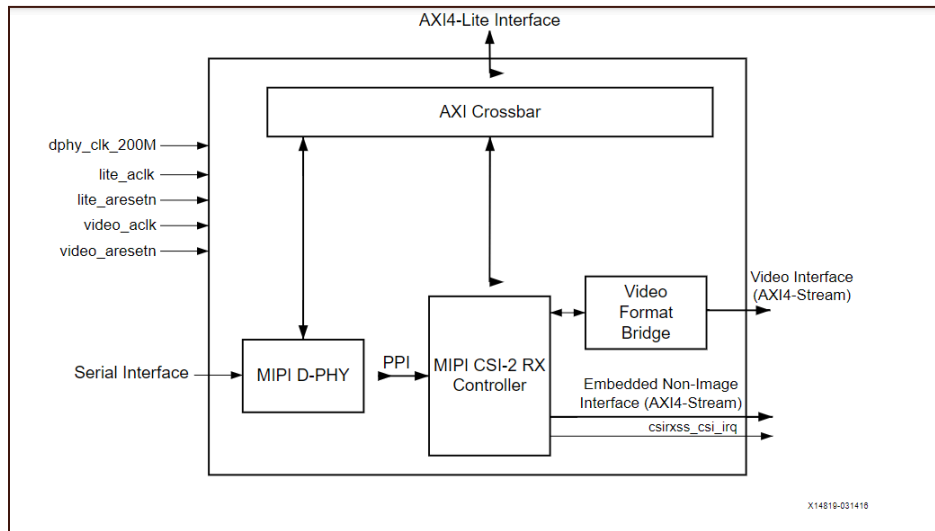 AXI4-Lite Interface
AXI Crossbar
dphy_clk_200M
lite_aclk
lite_aresetn
video_aclk
video_aresetn
Video Interface
(AXI4-Stream)
Video
Format
Bridge
Serial Interface
MIPI D-PHY
PPI
MIPI CSI-2 RX
Controller
Embedded Non-Image
Interface (AXI4-Stream)
csirxss_csi_irq
X14819-031416